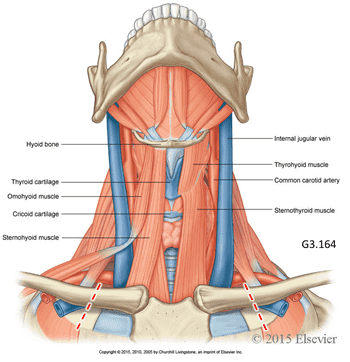 Hyoid bone
Internal jugular vein
Thyrohyoid muscle
Thyroid cartilage
Common carotid artery
Omohyoid muscle
Cricoid cartilage
Sternothyroid muscle
Sternohyoid muscle
G3.164
© 2015 Elsevier
Copyright © 2015, 2010, 2005 by Churchill Livingstone, an imprint of Elsevier Inc.